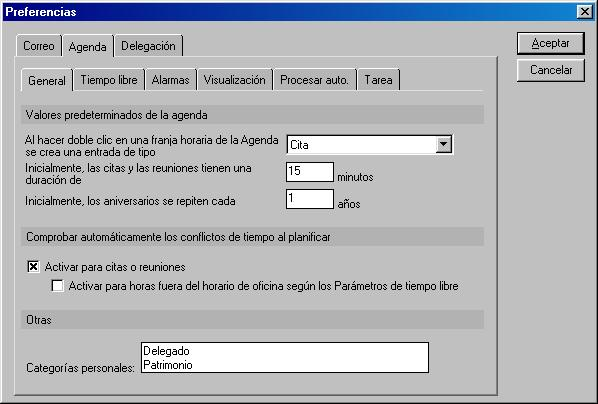 Preferencias
Correo Agenda Delegación
Aceptar
Cancelar
General Tiempo libre Alarmas Visualización Procesar auto. Tarea
Valores predeterminados de la agenda
Al hacer doble clic en una franja horaria de la Agenda
se crea una entrada de tipo
Cita
Inicialmente, las citas y las reuniones tienen una
duración de
15 minutos
Inicialmente, los aniversarios se repiten cada 1 años
Comprobar automáticamente los conflictos de tiempo al planificar
Activar para citas o reuniones
Activar para horas fuera del horario de oficina según los Parámetros de tiempo libre
Otras
Categorías personales:
Delegado
Patrimonio